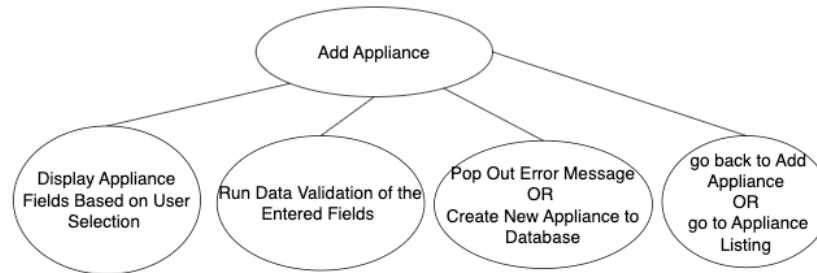 Add Appliance
Display Appliance
Fields Based on User
Selection
Run Data Validation of the
Entered Fields
Pop Out Error Message
OR
Create New Appliance to
Database
go back to Add
Appliance
OR
go to Appliance
Listing